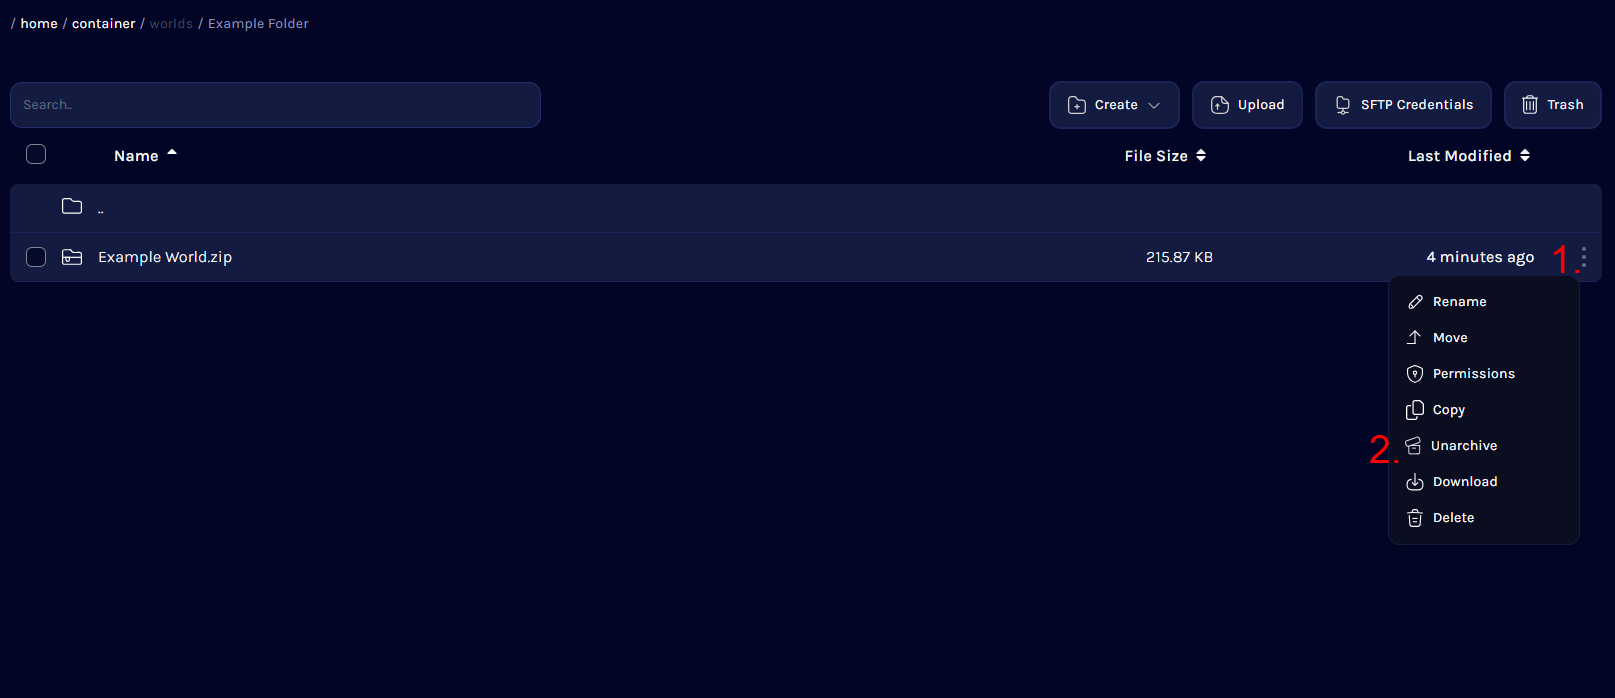 / home / container / worlds / Example Folder
Search..
Create
Upload
SFTP Credentials
Trash
Name
File Size
Last Modified
..
Example World.zip
215.87 KB
4 minutes ago
1.
Rename
Move
Permissions
Copy
2.
Unarchive
Download
Delete